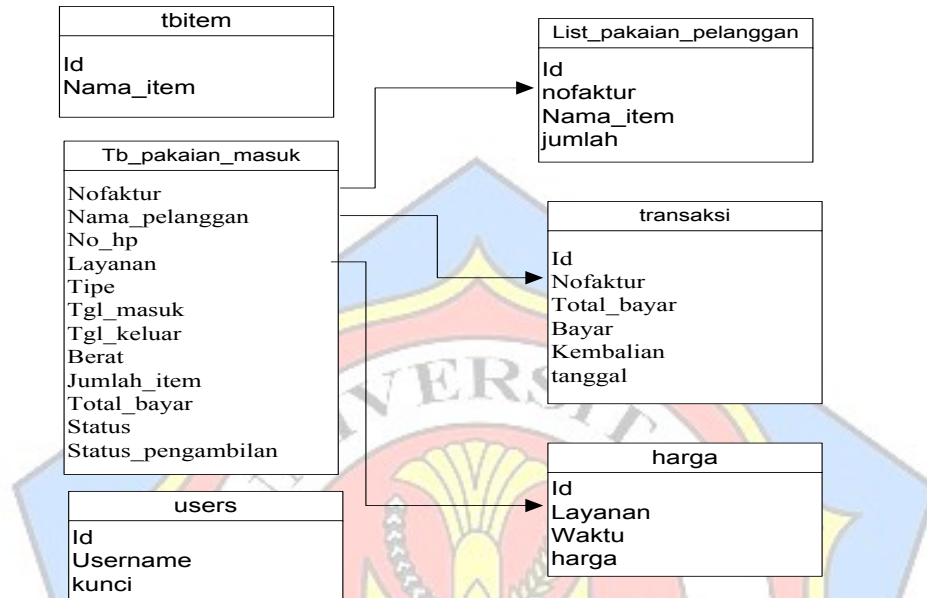 tbitem
Id
Nama_item
Tb_pakaian_masuk
Nofaktur
Nama_pelanggan
No_hp
Layanan
Tipe
Tgl_masuk
Tgl_keluar
Berat
Jumlah_item
Total_bayar
Status
Status_pengambilan
users
Id
Username
kunci
List_pakaian_pelanggan
Id
nofaktur
Nama_item
jumlah
transaksi
Id
Nofaktur
Total_bayar
Bayar
Kembalian
tanggal
harga
Id
Layanan
Waktu
harga